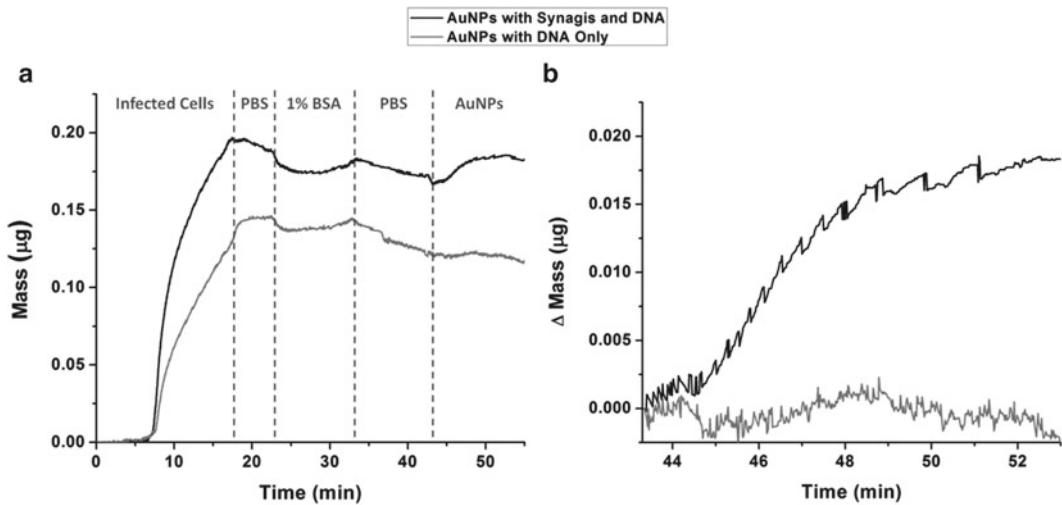 AuNPs with Synagis and DNA
AuNPs with DNA Only
a
Infected Cells PBS 1% BSA PBS AuNPs
0.20
0.15
0.10
0.05
0.00
Mass (µg)
0 10 20 30 40 50
Time (min)
b
0.020
0.015
0.010
0.005
0.000
Δ Mass (µg)
44 46 48 50 52
Time (min)